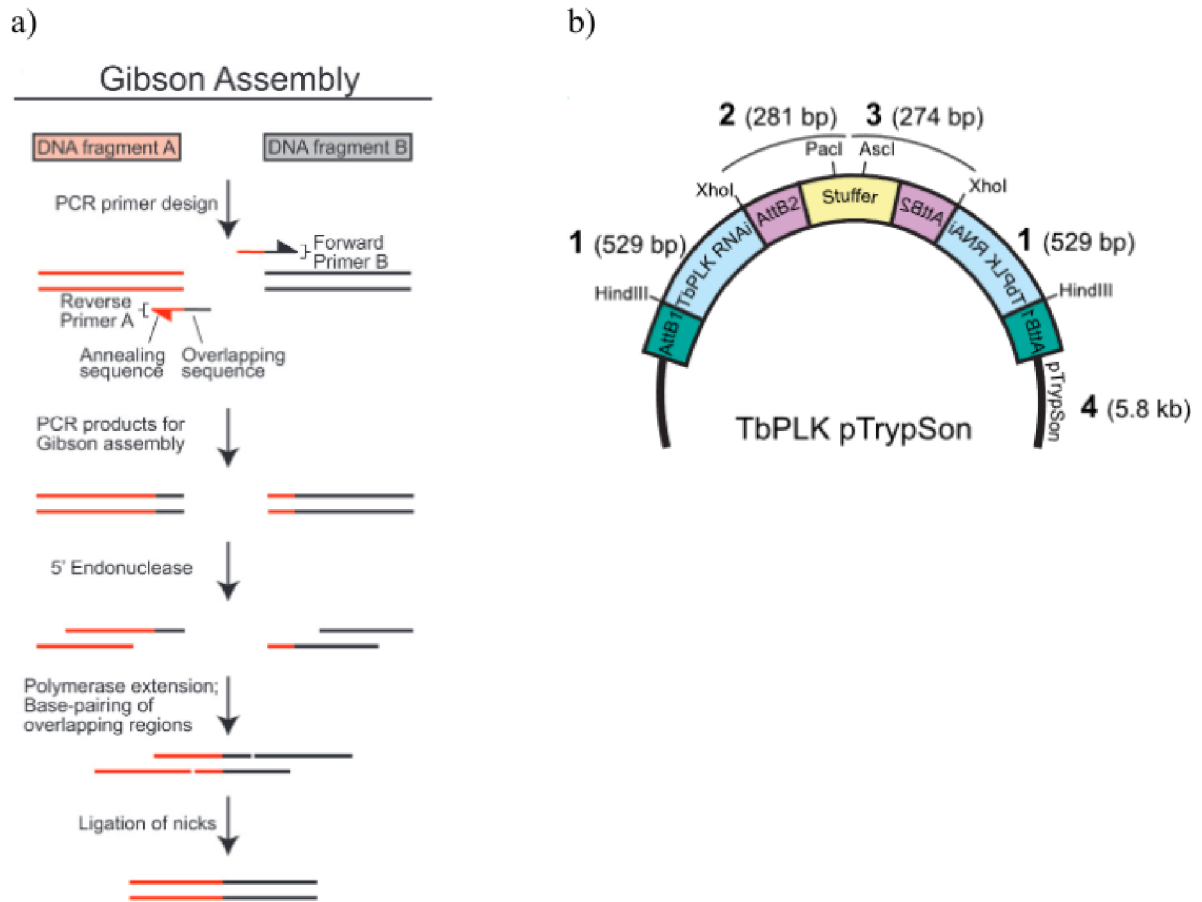 a)
Gibson Assembly
DNA fragment A
DNA fragment B
PCR primer design
Forward
Primer B
Reverse
Primer A
Annealing
sequence
Overlapping
sequence
PCR products for
Gibson assembly
5' Endonuclease
Polymerase extension;
Base-pairing of
overlapping regions
Ligation of nicks
b)
2 (281 bp)
3 (274 bp)
PacI
AscI
XhoI
XhoI
AttB2
Stuffer
AttB2
1 (529 bp)
TbPLK RNAi
TbPLK RNAi
1 (529 bp)
HindIII
HindIII
AttB1
AttB1
pTrypSon
4 (5.8 kb)
TbPLK pTrypSon